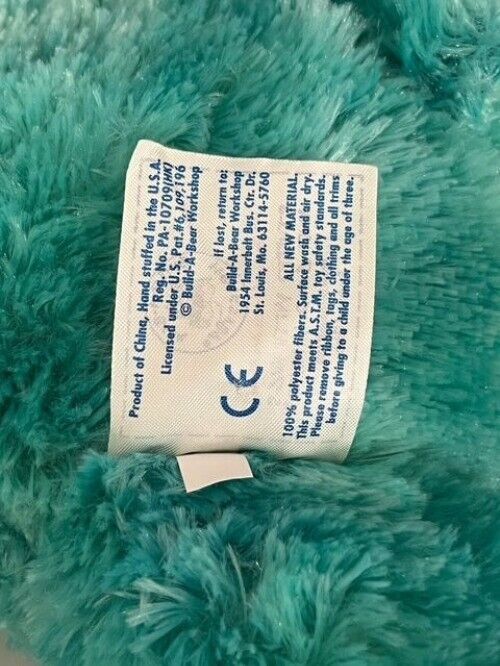 Product of China, Hand stuffed in the U.S.A.
Reg. No. PA-10709(HK)
Licensed under U.S. Pat.#6,109,196
© Build-A-Bear Workshop
If lost, return to:
Build-A-Bear Workshop
1954 Innerbelt Bus. Ctr. Dr.
St. Louis, Mo. 63114-5760
CE
ALL NEW MATERIAL.
100% polyester fibers. Surface wash and air dry.
This product meets A.S.T.M. toy safety standards.
Please remove ribbon, tags, clothing and all trims
before giving to a child under the age of three.